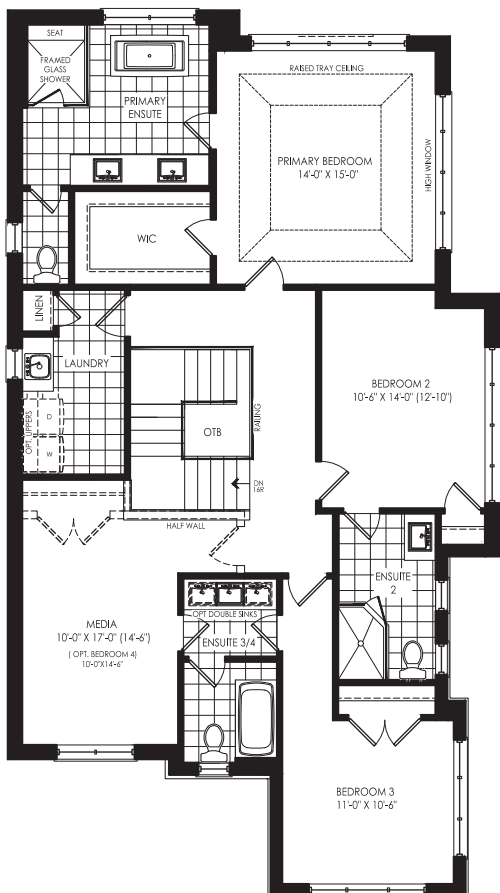 SEAT
FRAMED
GLASS
SHOWER
PRIMARY
ENSUITE
RAISED TRAY CEILING
PRIMARY BEDROOM
14'-0" X 15'-0"
HIGH WINDOW
WIC
LINEN
LAUNDRY
OPT. UPPERS
D
W
OTB
RAILING
DN
16R
HALF WALL
BEDROOM 2
10'-6" X 14'-0" (12'-10")
ENSUITE
2
MEDIA
10'-0" X 17'-0" (14'-6")
( OPT. BEDROOM 4)
10'-0"X14'-6"
OPT DOUBLE SINKS
ENSUITE 3/4
BEDROOM 3
11'-0" X 10'-6"